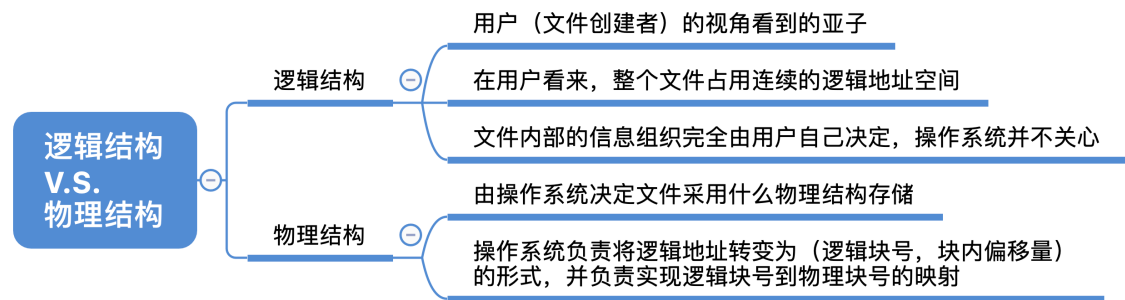 逻辑结构
V.S.
物理结构
逻辑结构
用户（文件创建者）的视角看到的亚子
在用户看来，整个文件占用连续的逻辑地址空间
文件内部的信息组织完全由用户自己决定，操作系统并不关心
物理结构
由操作系统决定文件采用什么物理结构存储
操作系统负责将逻辑地址转变为（逻辑块号，块内偏移量）
的形式，并负责实现逻辑块号到物理块号的映射